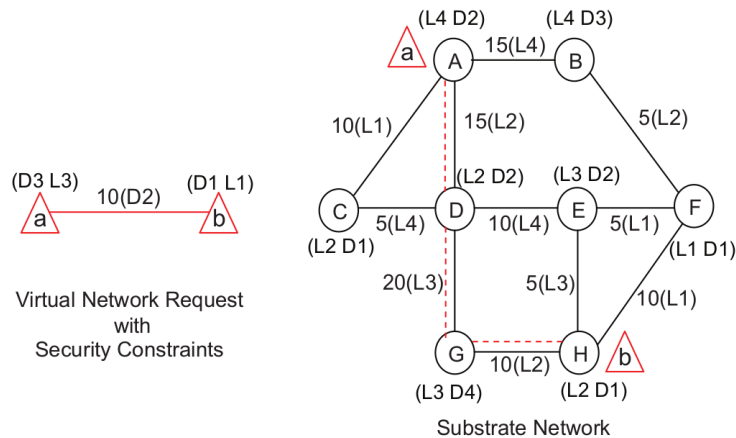 (L4 D2)
(L4 D3)
a
A
15(L4)
B
10(L1)
15(L2)
5(L2)
(D3 L3)
10(D2)
(D1 L1)
a
b
(L2 D2)
(L3 D2)
C
5(L4)
D
10(L4)
E
5(L1)
F
(L2 D1)
(L1 D1)
20(L3)
5(L3)
10(L1)
Virtual Network Request
with
Security Constraints
G
10(L2)
H
b
(L3 D4)
(L2 D1)
Substrate Network